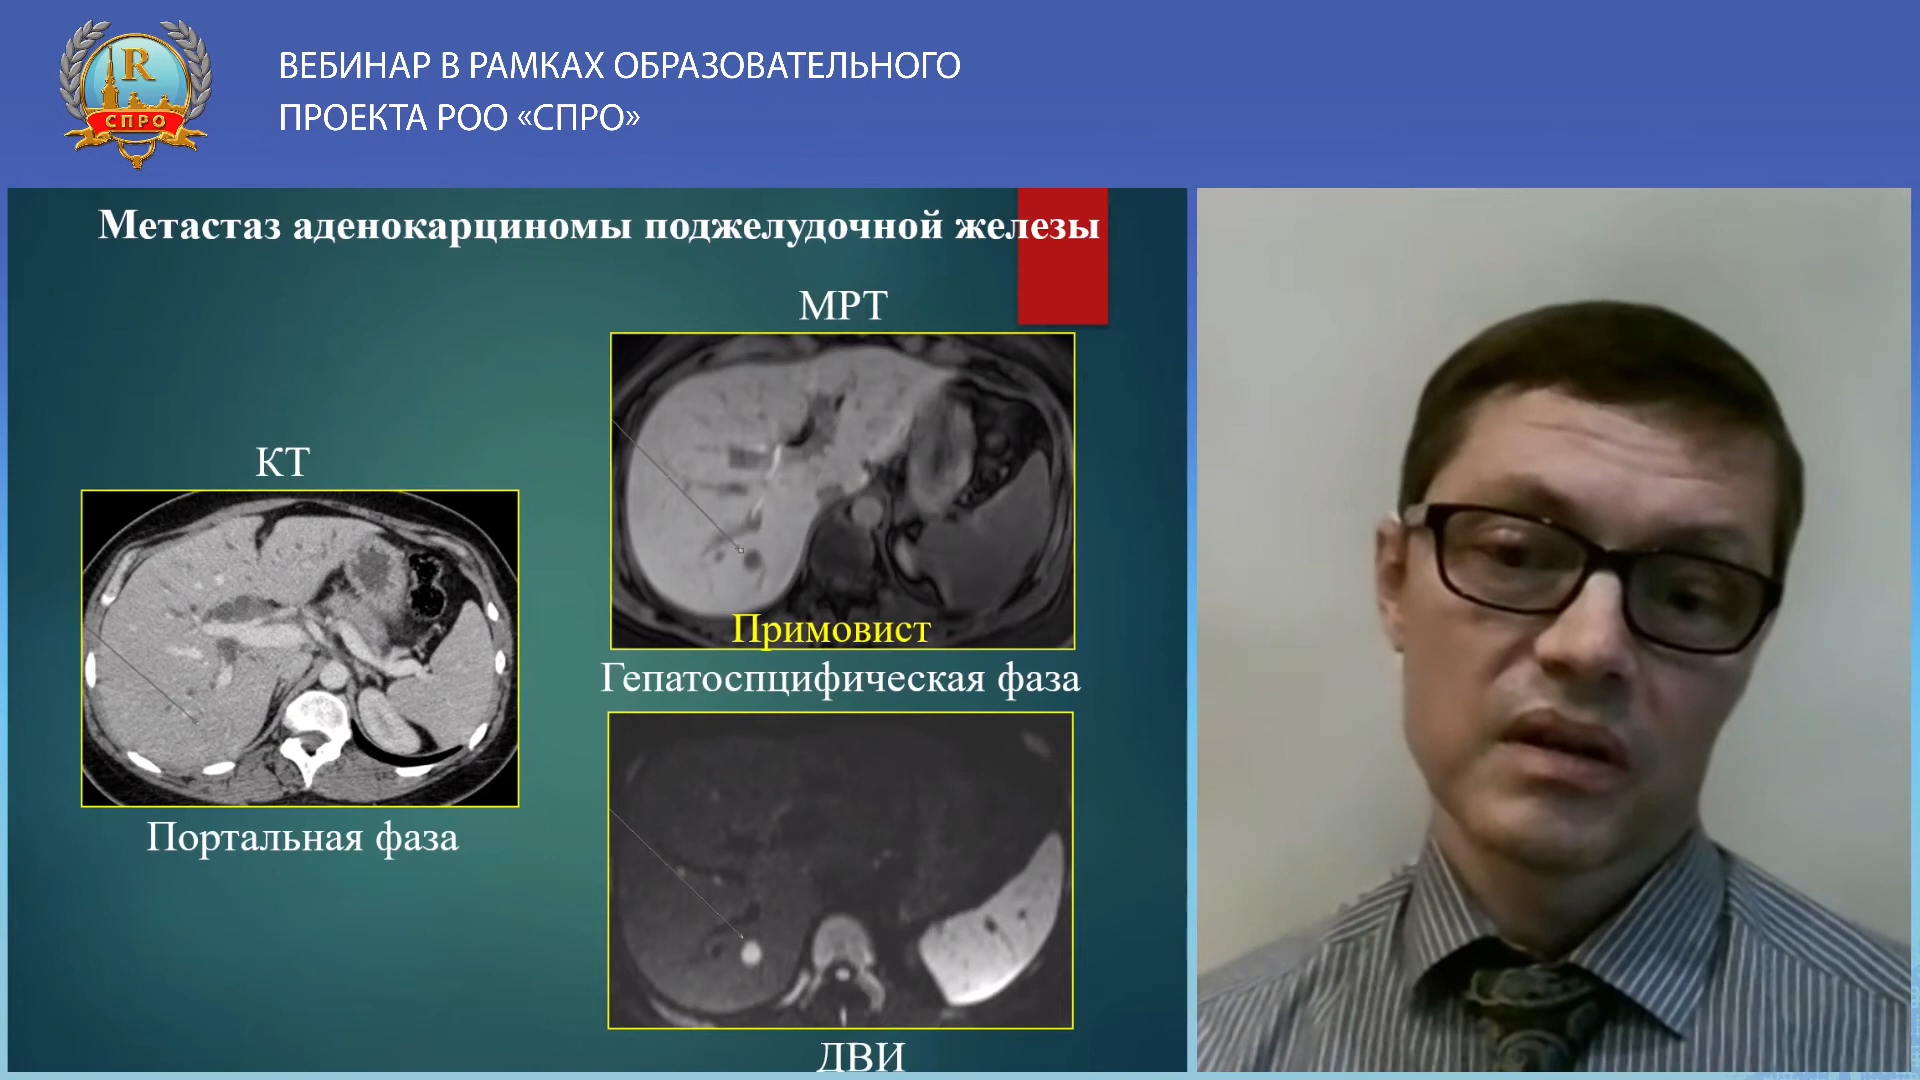 R
СПРО
ВЕБИНАР В РАМКАХ ОБРАЗОВАТЕЛЬНОГО
ПРОЕКТА РОО «СПРО»
Метастаз аденокарциномы поджелудочной железы
МРТ
КТ
Примовист
Гепатоспцифическая фаза
Портальная фаза
ДВИ